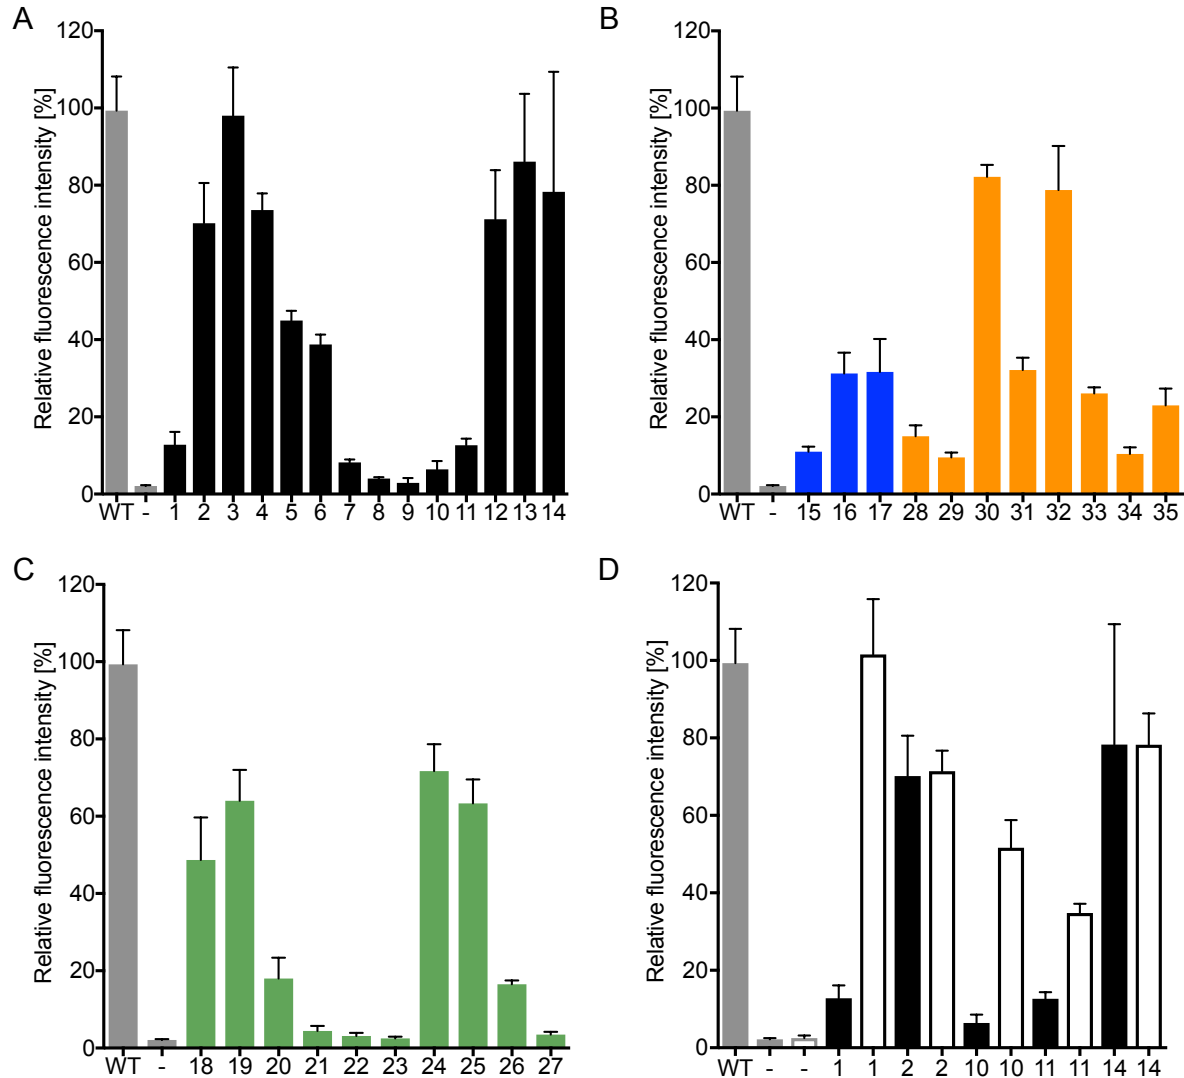 A
Relative fluorescence intensity [%]
120
100
80
60
40
20
0
WT - 1 2 3 4 5 6 7 8 9 10 11 12 13 14
B
Relative fluorescence intensity [%]
120
100
80
60
40
20
0
WT - 15 16 17 28 29 30 31 32 33 34 35
C
Relative fluorescence intensity [%]
120
100
80
60
40
20
0
WT - 18 19 20 21 22 23 24 25 26 27
D
Relative fluorescence intensity [%]
120
100
80
60
40
20
0
WT - - 1 1 2 2 10 10 11 11 14 14